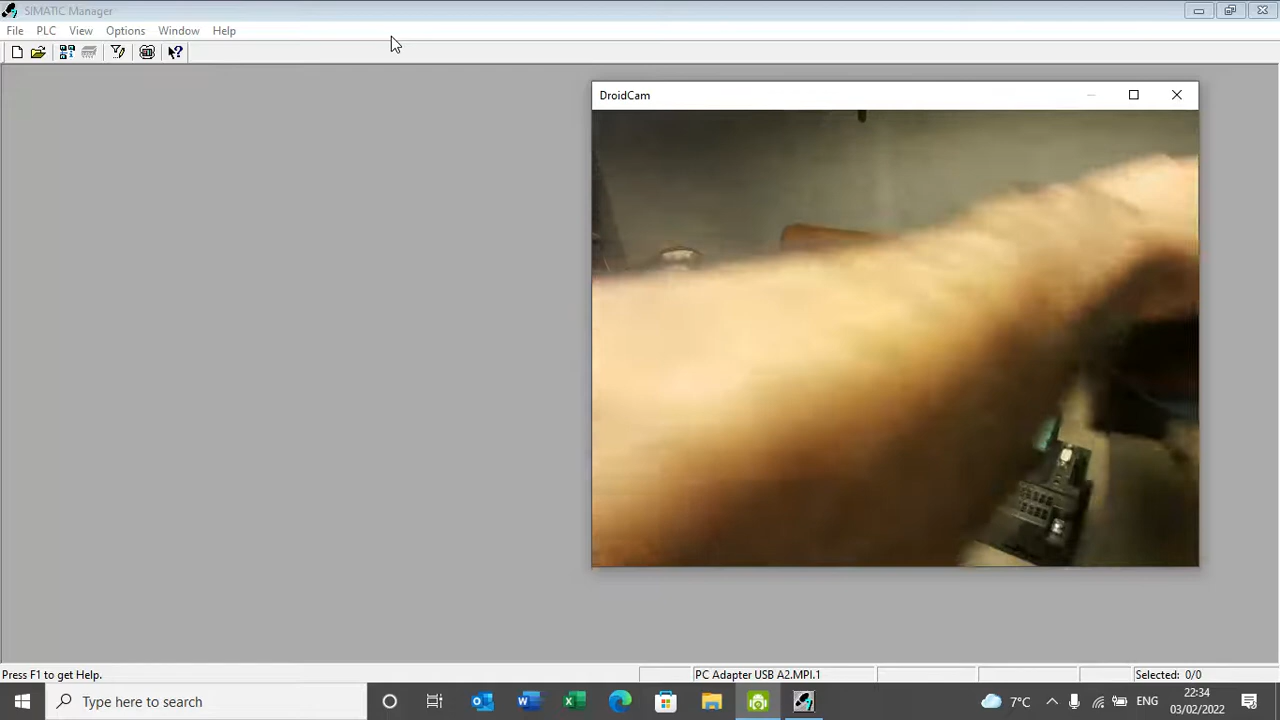 SIMATIC Manager
File PLC View Options Window Help
DroidCam
Press F1 to get Help.
PC Adapter USB A2.MPI.1
Selected: 0/0
Type here to search
7°C
ENG
22:34
03/02/2022